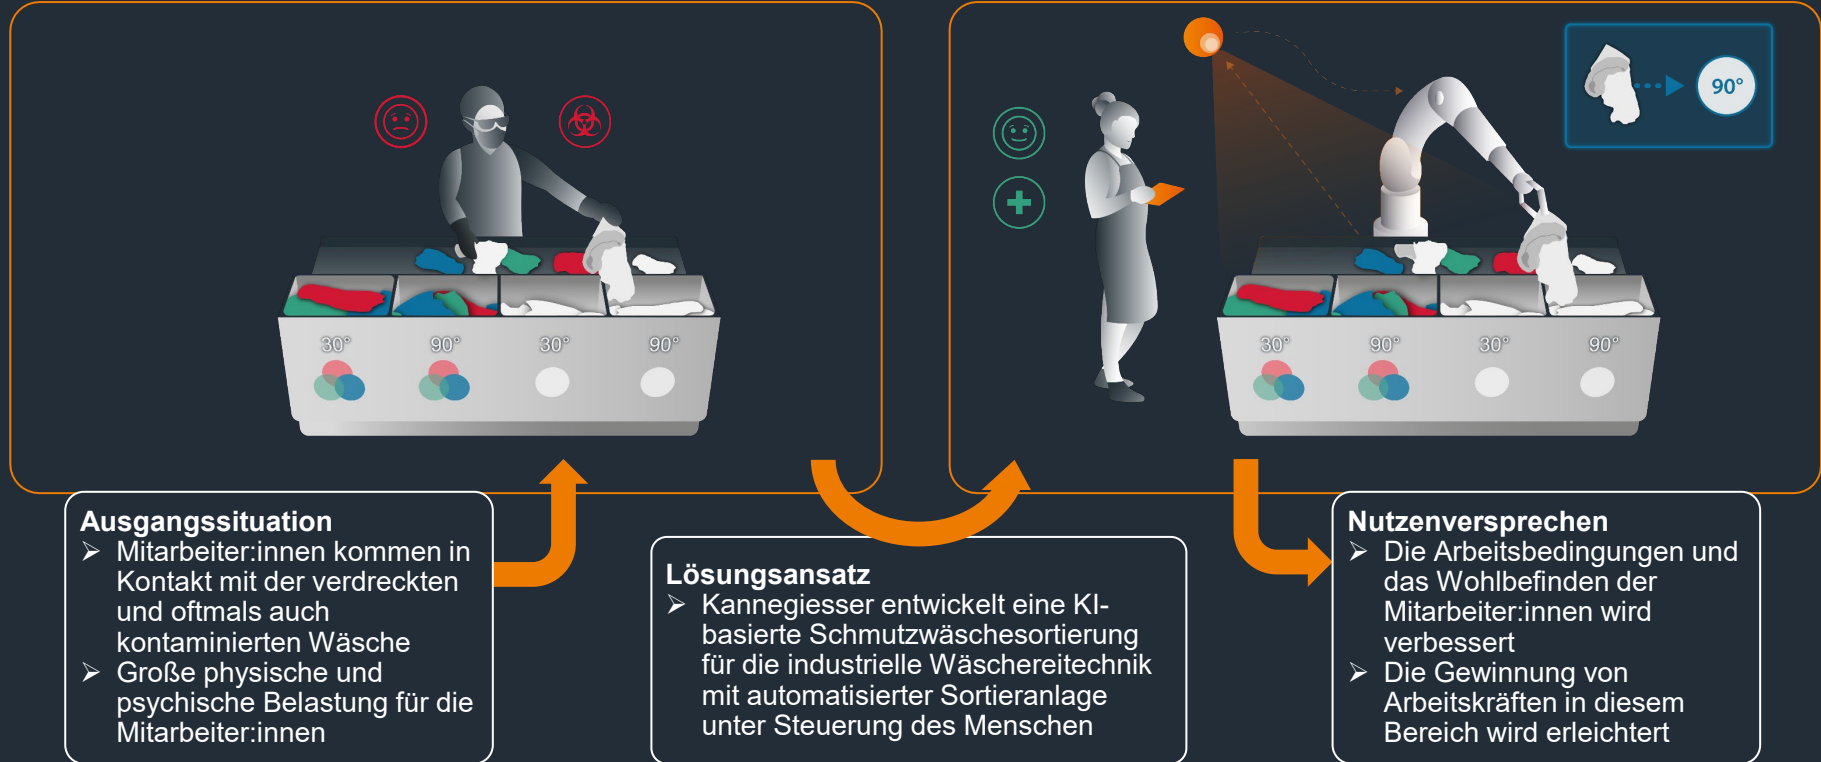 90°
30°
90°
30°
90°
30°
90°
30°
90°
Ausgangssituation
➢ Mitarbeiter:innen kommen in
Kontakt mit der verdreckten
und oftmals auch
kontaminierten Wäsche
➢ Große physische und
psychische Belastung für die
Mitarbeiter:innen
Lösungsansatz
➢ Kannegiesser entwickelt eine KI-
basierte Schmutzwäschesortierung
für die industrielle Wäschereitechnik
mit automatisierter Sortieranlage
unter Steuerung des Menschen
Nutzenversprechen
➢ Die Arbeitsbedingungen und
das Wohlbefinden der
Mitarbeiter:innen wird
verbessert
➢ Die Gewinnung von
Arbeitskräften in diesem
Bereich wird erleichtert